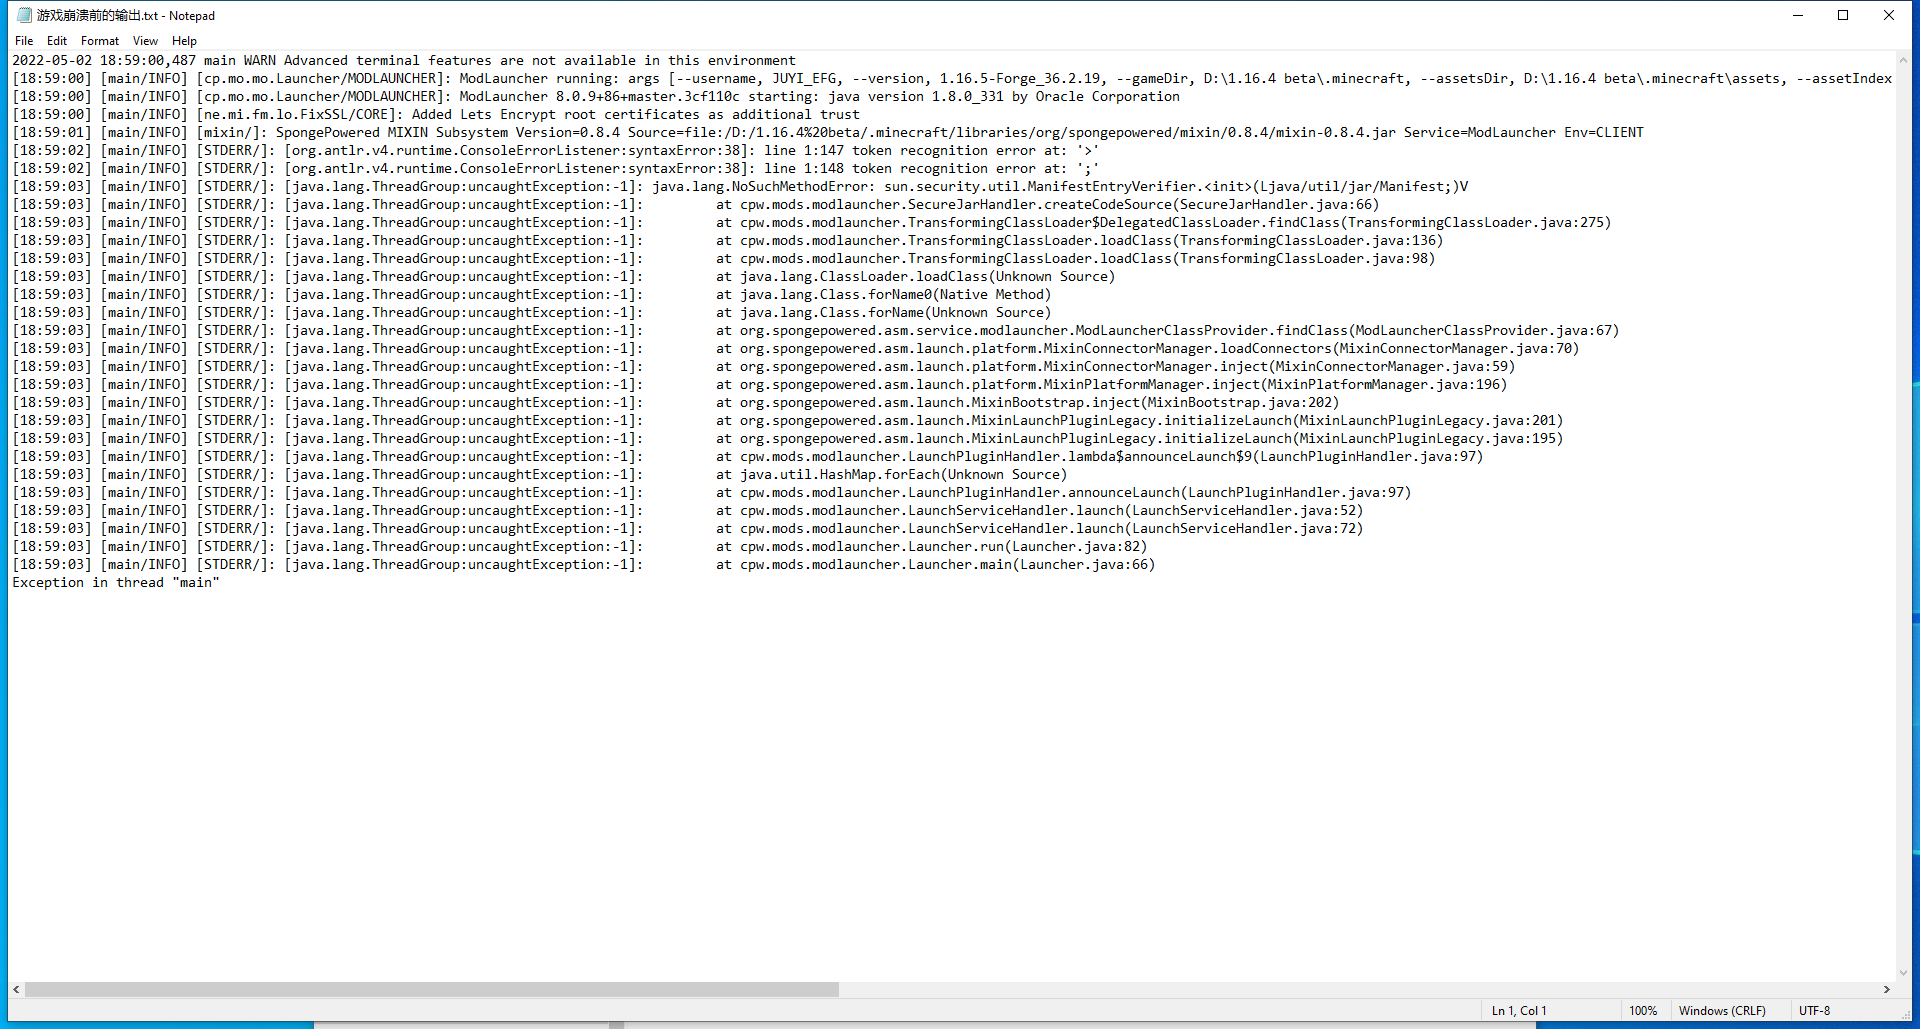 游戏崩溃前的输出.txt - Notepad
File Edit Format View Help
2022-05-02 18:59:00,487 main WARN Advanced terminal features are not available in this environment
[18:59:00] [main/INFO] [cp.mo.mo.Launcher/MODLAUNCHER]: ModLauncher running: args [--username, JUYI_EFG, --version, 1.16.5-Forge_36.2.19, --gameDir, D:\1.16.4 beta\.minecraft, --assetsDir, D:\1.16.4 beta\.minecraft\assets, --assetIndex
[18:59:00] [main/INFO] [cp.mo.mo.Launcher/MODLAUNCHER]: ModLauncher 8.0.9+86+master.3cf110c starting: java version 1.8.0_331 by Oracle Corporation
[18:59:00] [main/INFO] [ne.mi.fm.lo.FixSSL/CORE]: Added Lets Encrypt root certificates as additional trust
[18:59:01] [main/INFO] [mixin/]: SpongePowered MIXIN Subsystem Version=0.8.4 Source=file:/D:/1.16.4%20beta/.minecraft/libraries/org/spongepowered/mixin/0.8.4/mixin-0.8.4.jar Service=ModLauncher Env=CLIENT
[18:59:02] [main/INFO] [STDERR/]: [org.antlr.v4.runtime.ConsoleErrorListener:syntaxError:38]: line 1:147 token recognition error at: '>'
[18:59:02] [main/INFO] [STDERR/]: [org.antlr.v4.runtime.ConsoleErrorListener:syntaxError:38]: line 1:148 token recognition error at: ';'
[18:59:03] [main/INFO] [STDERR/]: [java.lang.ThreadGroup:uncaughtException:-1]: java.lang.NoSuchMethodError: sun.security.util.ManifestEntryVerifier.<init>(Ljava/util/jar/Manifest;)V
[18:59:03] [main/INFO] [STDERR/]: [java.lang.ThreadGroup:uncaughtException:-1]: at cpw.mods.modlauncher.SecureJarHandler.createCodeSource(SecureJarHandler.java:66)
[18:59:03] [main/INFO] [STDERR/]: [java.lang.ThreadGroup:uncaughtException:-1]: at cpw.mods.modlauncher.TransformingClassLoader$DelegatedClassLoader.findClass(TransformingClassLoader.java:275)
[18:59:03] [main/INFO] [STDERR/]: [java.lang.ThreadGroup:uncaughtException:-1]: at cpw.mods.modlauncher.TransformingClassLoader.loadClass(TransformingClassLoader.java:136)
[18:59:03] [main/INFO] [STDERR/]: [java.lang.ThreadGroup:uncaughtException:-1]: at cpw.mods.modlauncher.TransformingClassLoader.loadClass(TransformingClassLoader.java:98)
[18:59:03] [main/INFO] [STDERR/]: [java.lang.ThreadGroup:uncaughtException:-1]: at java.lang.ClassLoader.loadClass(Unknown Source)
[18:59:03] [main/INFO] [STDERR/]: [java.lang.ThreadGroup:uncaughtException:-1]: at java.lang.Class.forName0(Native Method)
[18:59:03] [main/INFO] [STDERR/]: [java.lang.ThreadGroup:uncaughtException:-1]: at java.lang.Class.forName(Unknown Source)
[18:59:03] [main/INFO] [STDERR/]: [java.lang.ThreadGroup:uncaughtException:-1]: at org.spongepowered.asm.service.modlauncher.ModLauncherClassProvider.findClass(ModLauncherClassProvider.java:67)
[18:59:03] [main/INFO] [STDERR/]: [java.lang.ThreadGroup:uncaughtException:-1]: at org.spongepowered.asm.launch.platform.MixinConnectorManager.loadConnectors(MixinConnectorManager.java:70)
[18:59:03] [main/INFO] [STDERR/]: [java.lang.ThreadGroup:uncaughtException:-1]: at org.spongepowered.asm.launch.platform.MixinConnectorManager.inject(MixinConnectorManager.java:59)
[18:59:03] [main/INFO] [STDERR/]: [java.lang.ThreadGroup:uncaughtException:-1]: at org.spongepowered.asm.launch.platform.MixinPlatformManager.inject(MixinPlatformManager.java:196)
[18:59:03] [main/INFO] [STDERR/]: [java.lang.ThreadGroup:uncaughtException:-1]: at org.spongepowered.asm.launch.MixinBootstrap.inject(MixinBootstrap.java:202)
[18:59:03] [main/INFO] [STDERR/]: [java.lang.ThreadGroup:uncaughtException:-1]: at org.spongepowered.asm.launch.MixinLaunchPluginLegacy.initializeLaunch(MixinLaunchPluginLegacy.java:201)
[18:59:03] [main/INFO] [STDERR/]: [java.lang.ThreadGroup:uncaughtException:-1]: at org.spongepowered.asm.launch.MixinLaunchPluginLegacy.initializeLaunch(MixinLaunchPluginLegacy.java:195)
[18:59:03] [main/INFO] [STDERR/]: [java.lang.ThreadGroup:uncaughtException:-1]: at cpw.mods.modlauncher.LaunchPluginHandler.lambda$announceLaunch$9(LaunchPluginHandler.java:97)
[18:59:03] [main/INFO] [STDERR/]: [java.lang.ThreadGroup:uncaughtException:-1]: at java.util.HashMap.forEach(Unknown Source)
[18:59:03] [main/INFO] [STDERR/]: [java.lang.ThreadGroup:uncaughtException:-1]: at cpw.mods.modlauncher.LaunchPluginHandler.announceLaunch(LaunchPluginHandler.java:97)
[18:59:03] [main/INFO] [STDERR/]: [java.lang.ThreadGroup:uncaughtException:-1]: at cpw.mods.modlauncher.LaunchServiceHandler.launch(LaunchServiceHandler.java:52)
[18:59:03] [main/INFO] [STDERR/]: [java.lang.ThreadGroup:uncaughtException:-1]: at cpw.mods.modlauncher.LaunchServiceHandler.launch(LaunchServiceHandler.java:72)
[18:59:03] [main/INFO] [STDERR/]: [java.lang.ThreadGroup:uncaughtException:-1]: at cpw.mods.modlauncher.Launcher.run(Launcher.java:82)
[18:59:03] [main/INFO] [STDERR/]: [java.lang.ThreadGroup:uncaughtException:-1]: at cpw.mods.modlauncher.Launcher.main(Launcher.java:66)
Exception in thread "main"
Ln 1, Col 1 100% Windows (CRLF) UTF-8